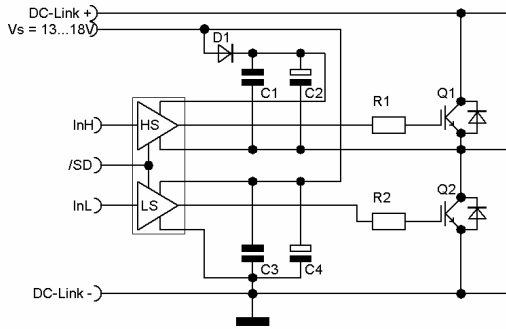 DC-Link +
Vs = 13...18V
D1
C1
C2
R1
Q1
InH
HS
/SD
InL
LS
R2
Q2
C3
C4
DC-Link -